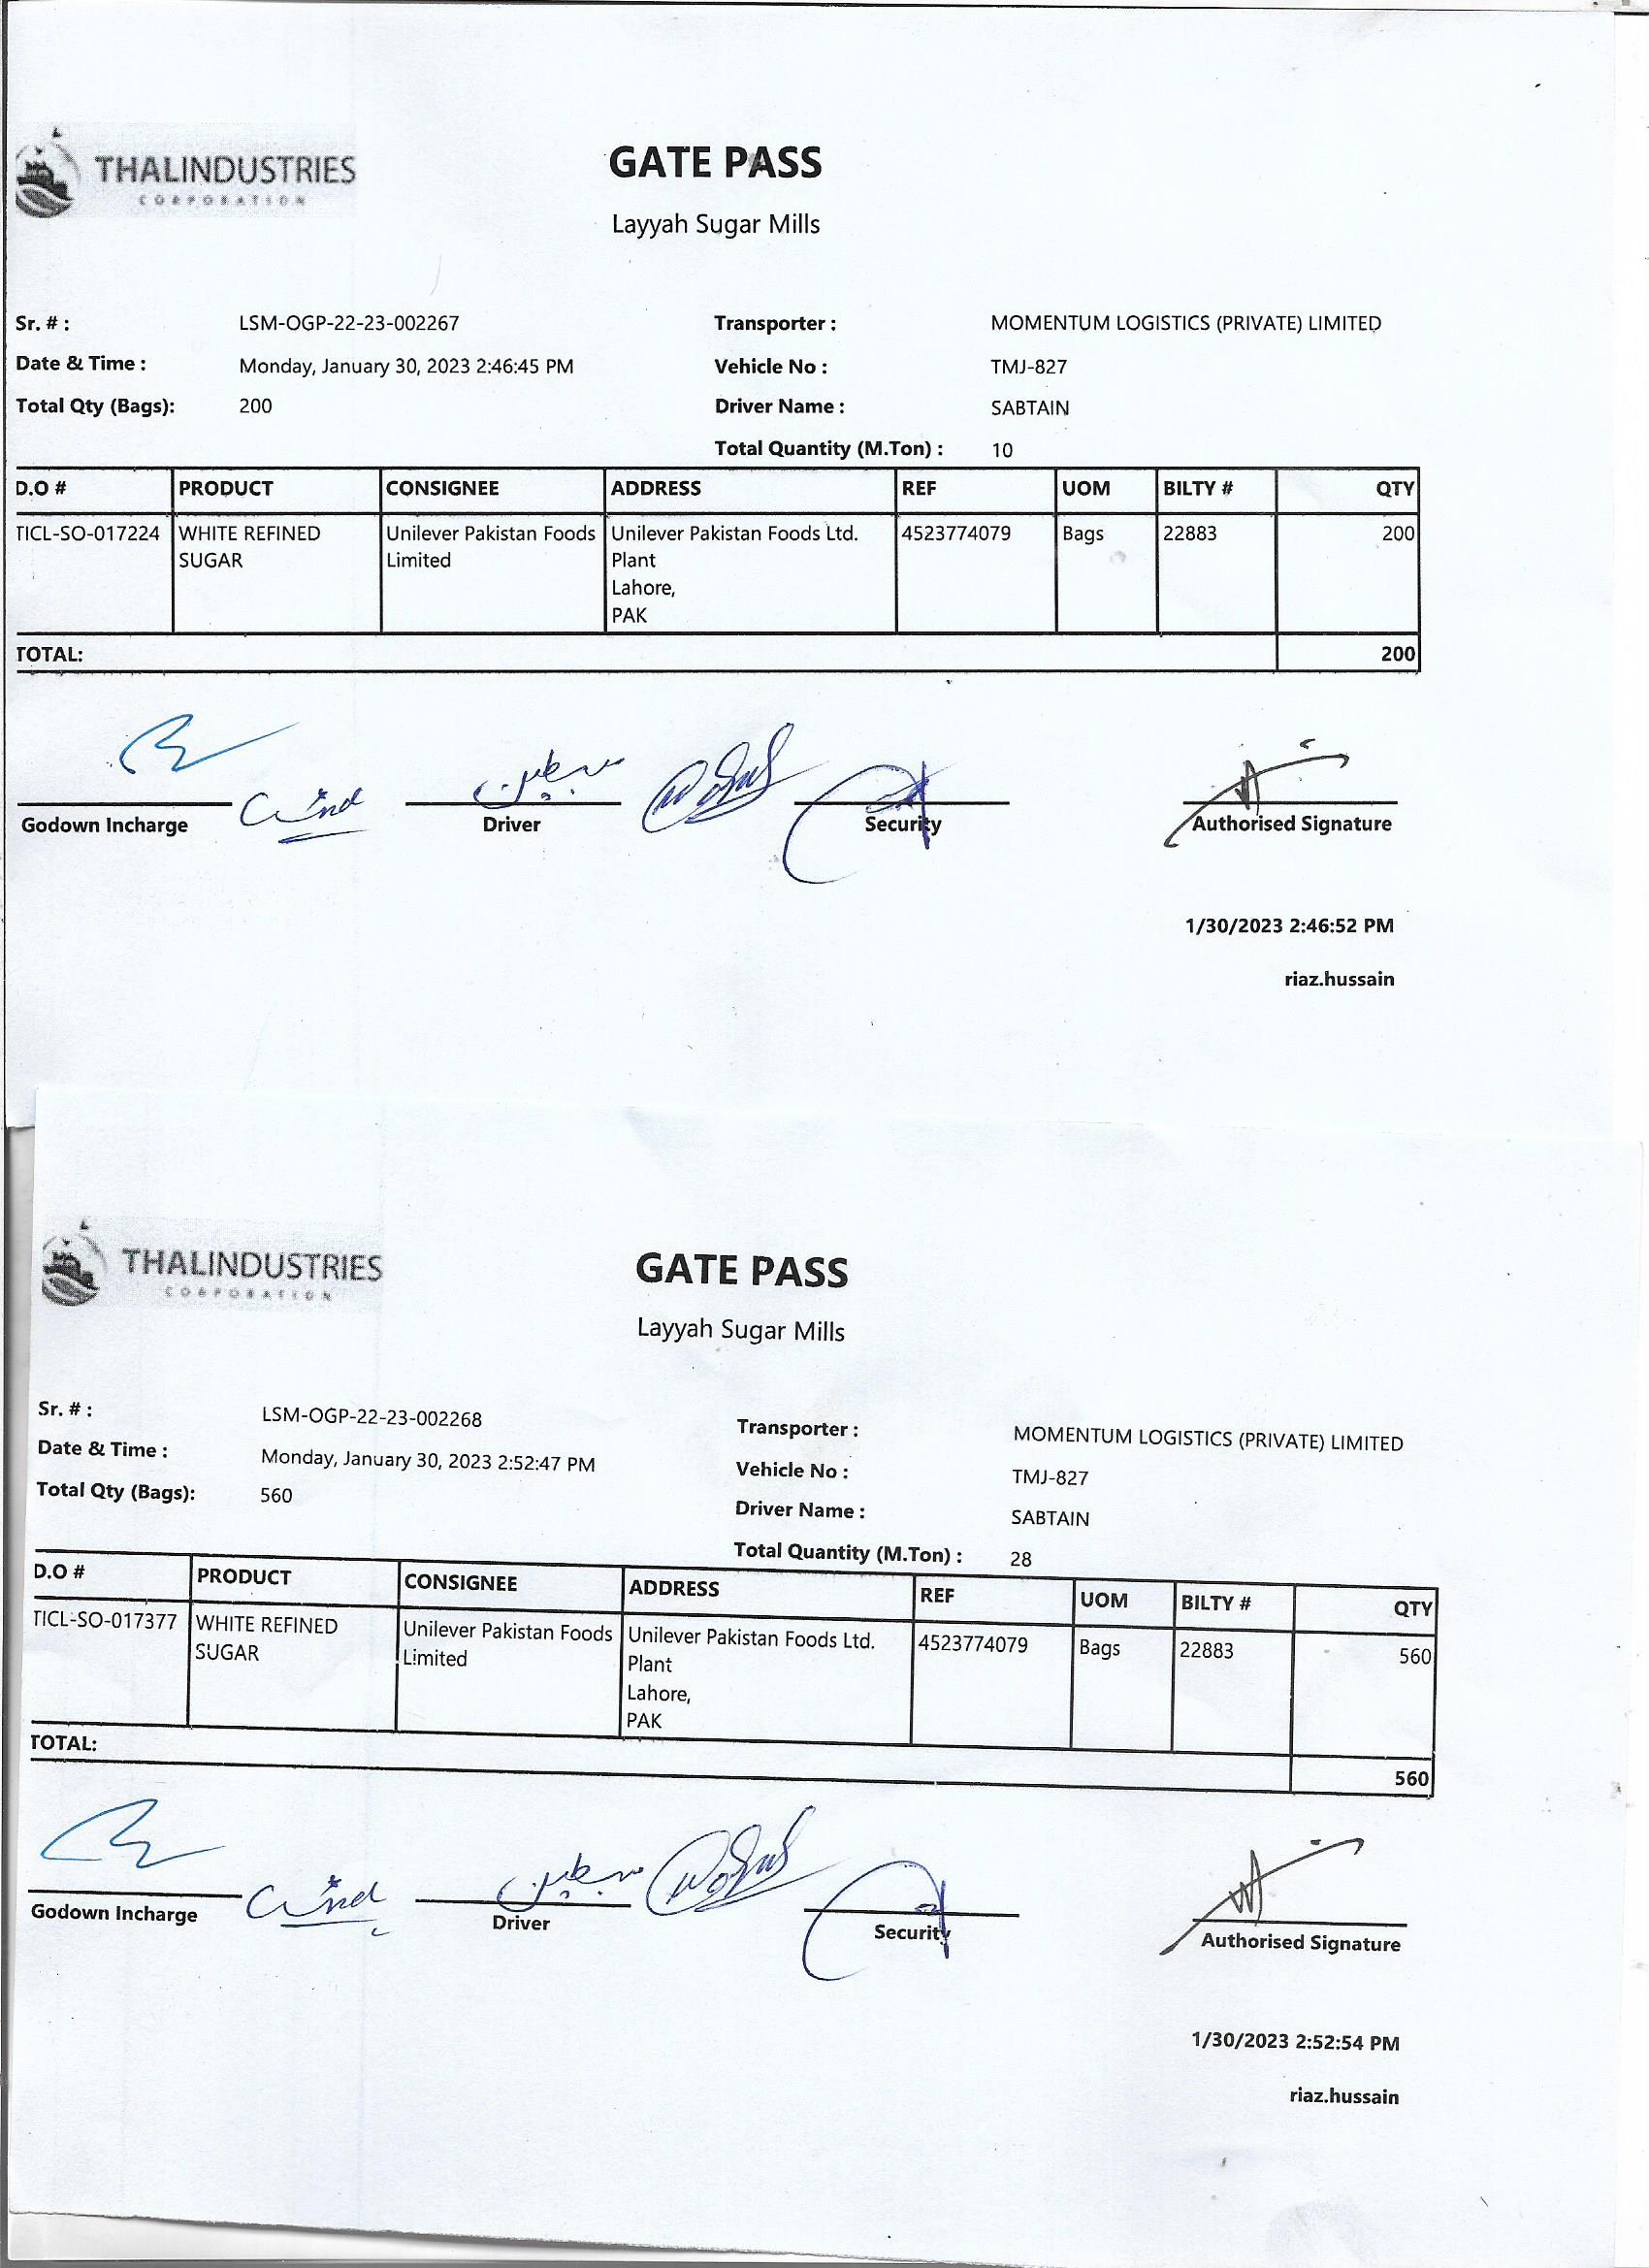 THALINDUSTRIES
CORPORATION
GATE PASS
Layyah Sugar Mills
Sr. # : LSM-OGP-22-23-002267 Transporter : MOMENTUM LOGISTICS (PRIVATE) LIMITED
Date & Time : Monday, January 30, 2023 2:46:45 PM Vehicle No : TMJ-827
Total Qty (Bags): 200 Driver Name : SABTAIN
Total Quantity (M.Ton) : 10
D.O # PRODUCT CONSIGNEE ADDRESS REF UOM BILTY # QTY
TICL-SO-017224 WHITE REFINED Unilever Pakistan Foods Unilever Pakistan Foods Ltd. 4523774079 Bags 22883 200
SUGAR Limited Plant
Lahore,
PAK
TOTAL: 200
سبطین
Godown Incharge Driver Security Authorised Signature
1/30/2023 2:46:52 PM
riaz.hussain
THALINDUSTRIES
CORPORATION
GATE PASS
Layyah Sugar Mills
Sr. # : LSM-OGP-22-23-002268 Transporter : MOMENTUM LOGISTICS (PRIVATE) LIMITED
Date & Time : Monday, January 30, 2023 2:52:47 PM Vehicle No : TMJ-827
Total Qty (Bags): 560 Driver Name : SABTAIN
Total Quantity (M.Ton) : 28
D.O # PRODUCT CONSIGNEE ADDRESS REF UOM BILTY # QTY
TICL-SO-017377 WHITE REFINED Unilever Pakistan Foods Unilever Pakistan Foods Ltd. 4523774079 Bags 22883 560
SUGAR Limited Plant
Lahore,
PAK
TOTAL: 560
سبطین
Godown Incharge Driver Security Authorised Signature
1/30/2023 2:52:54 PM
riaz.hussain